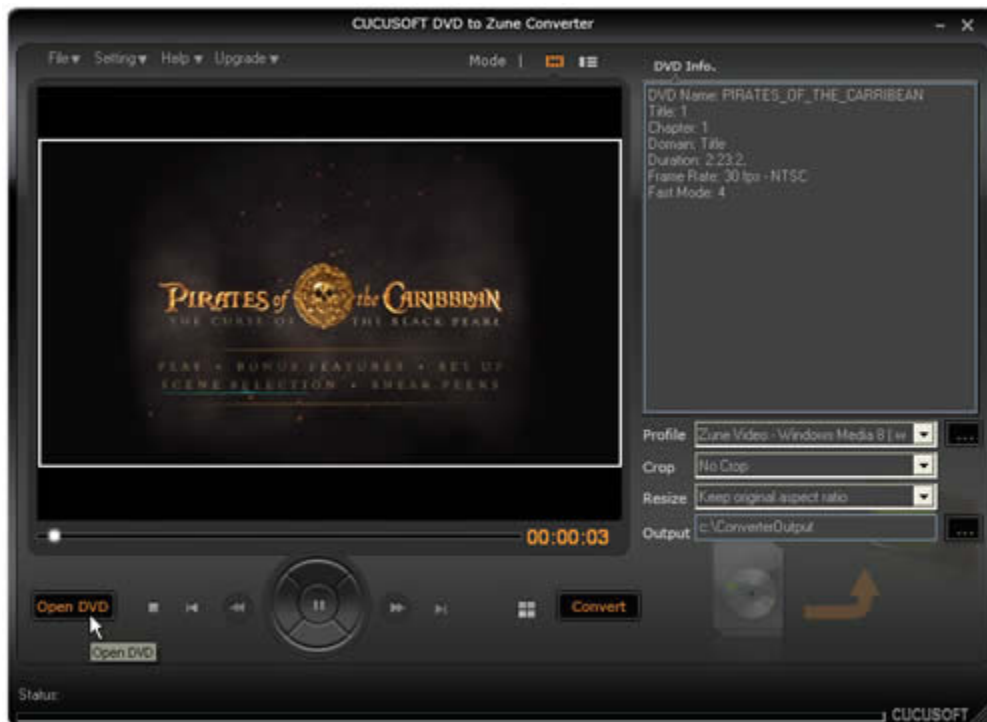 CUCUSOFT DVD to Zune Converter
File Setting Help Upgrade
Mode |
DVD Info.
DVD Name: PIRATES_OF_THE_CARRIBEAN
Title: 1
Chapter: 1
Domain: Title
Duration: 2:23:2,
Frame Rate: 30 fps - NTSC
Fast Mode: 4
PIRATES of the CARIBBEAN
THE CURSE OF THE BLACK PEARL
PLAY • BONUS FEATURES • SET UP
SCENE SELECTION • SNEAK PEEKS
Profile Zune Video - Windows Media 8 [ w
...
Crop No Crop
Resize Keep original aspect ratio
Output c:\ConverterOutput
...
00:00:03
Open DVD
Convert
Open DVD
Status:
CUCUSOFT